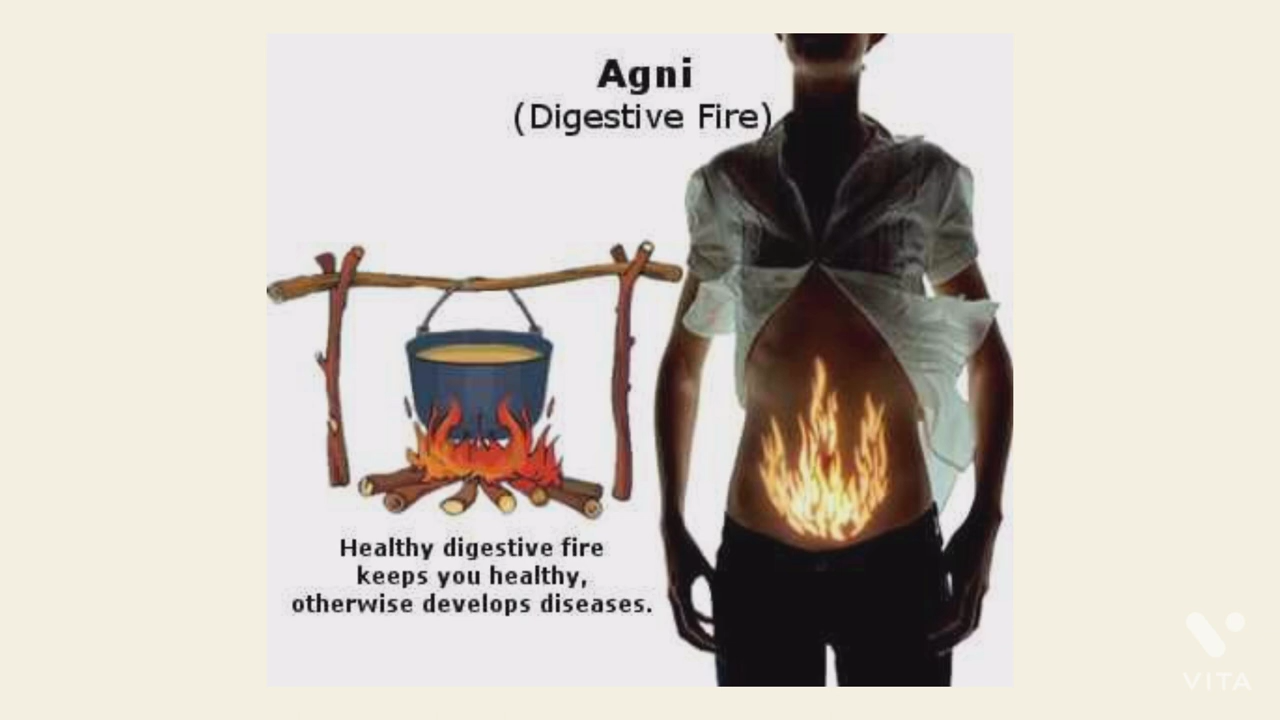 Agni
(Digestive Fire)
Healthy digestive fire
keeps you healthy,
otherwise develops diseases.
VITA